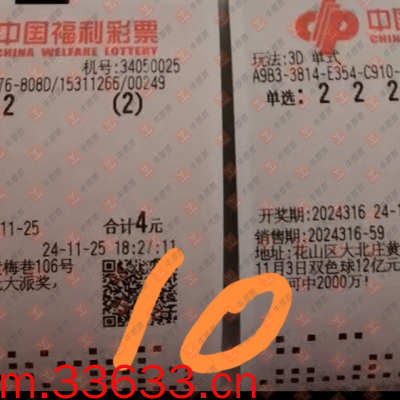 中国福利彩票
CHINA WELFARE LOTTERY
机号:34050025
76-808D/15311266/00249
2 (2)
11-25 合计4元
24-11-25 18:27:11
梅巷106号
大派奖，
中国
CHINA
玩法:3D 单式
A9B3-3814-E354-C910-
单选: 2 2 2
开奖期:2024316 24-1
销售期:2024316-59
地址:花山区大北庄黄
11月3日双色球12亿元
可中2000万!
10
m.33633.cn